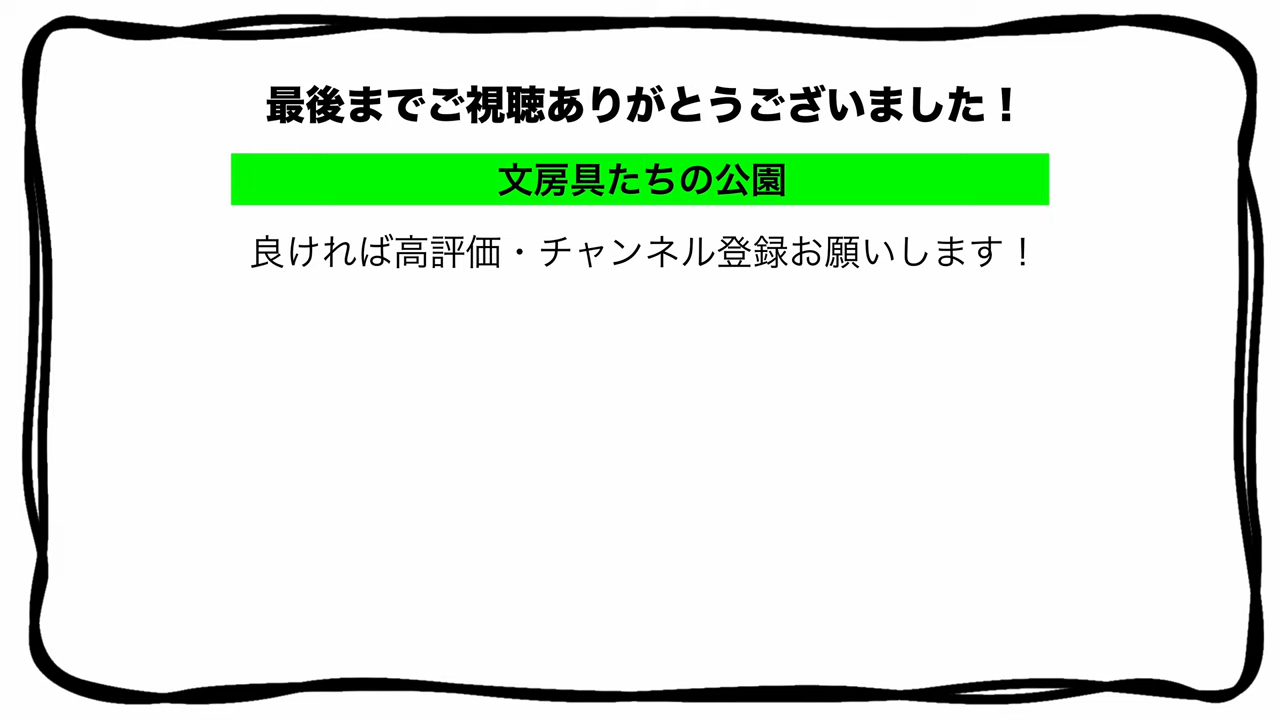 最後までご視聴ありがとうございました！
文房具たちの公園
良ければ高評価・チャンネル登録お願いします！